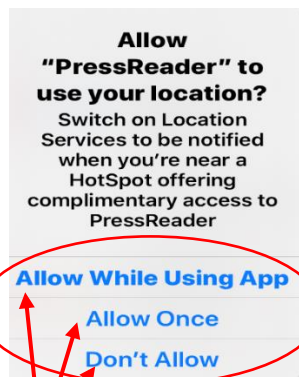 Allow
“PressReader” to
use your location?
Switch on Location
Services to be notified
when you’re near a
HotSpot offering
complimentary access to
PressReader
Allow While Using App
Allow Once
Don’t Allow